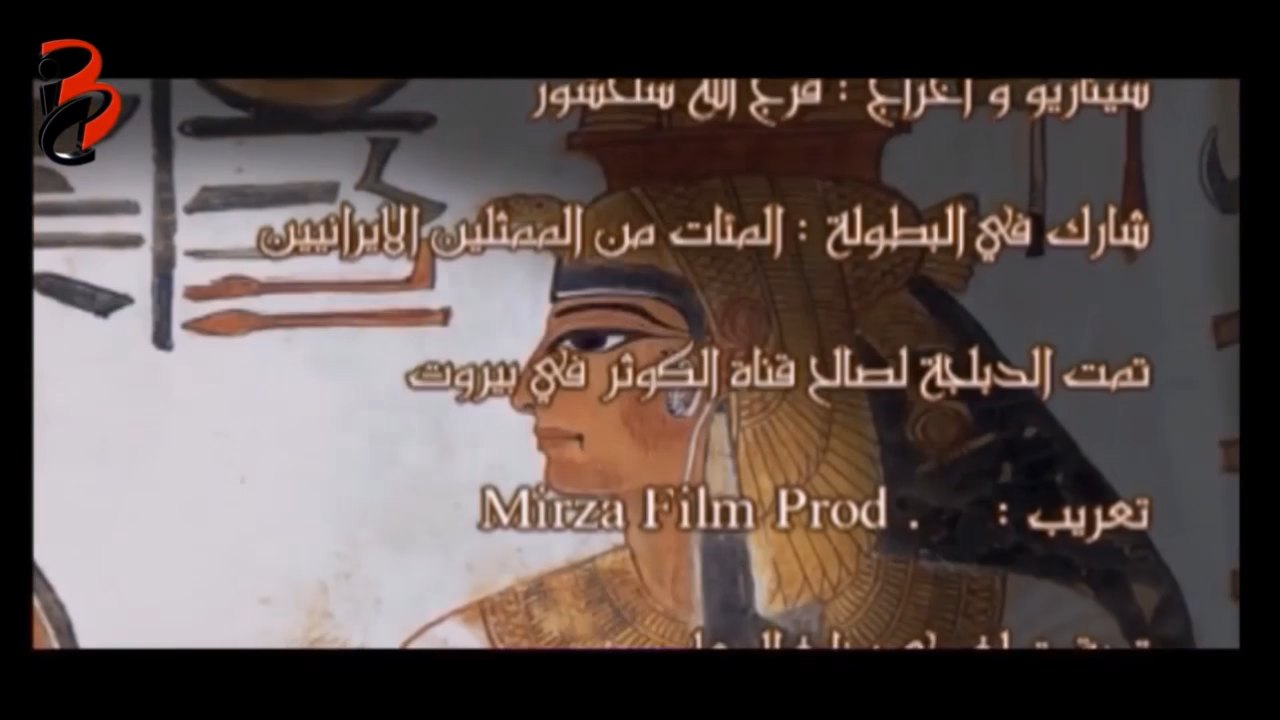 سيناريو و اخراج : فرج الله سلحشور
شارك في البطولة : المئات من الممثلين الايرانيين
تمت الدبلجة لصالح قناة الكوثر في بيروت
تعريب : Mirza Film Prod .